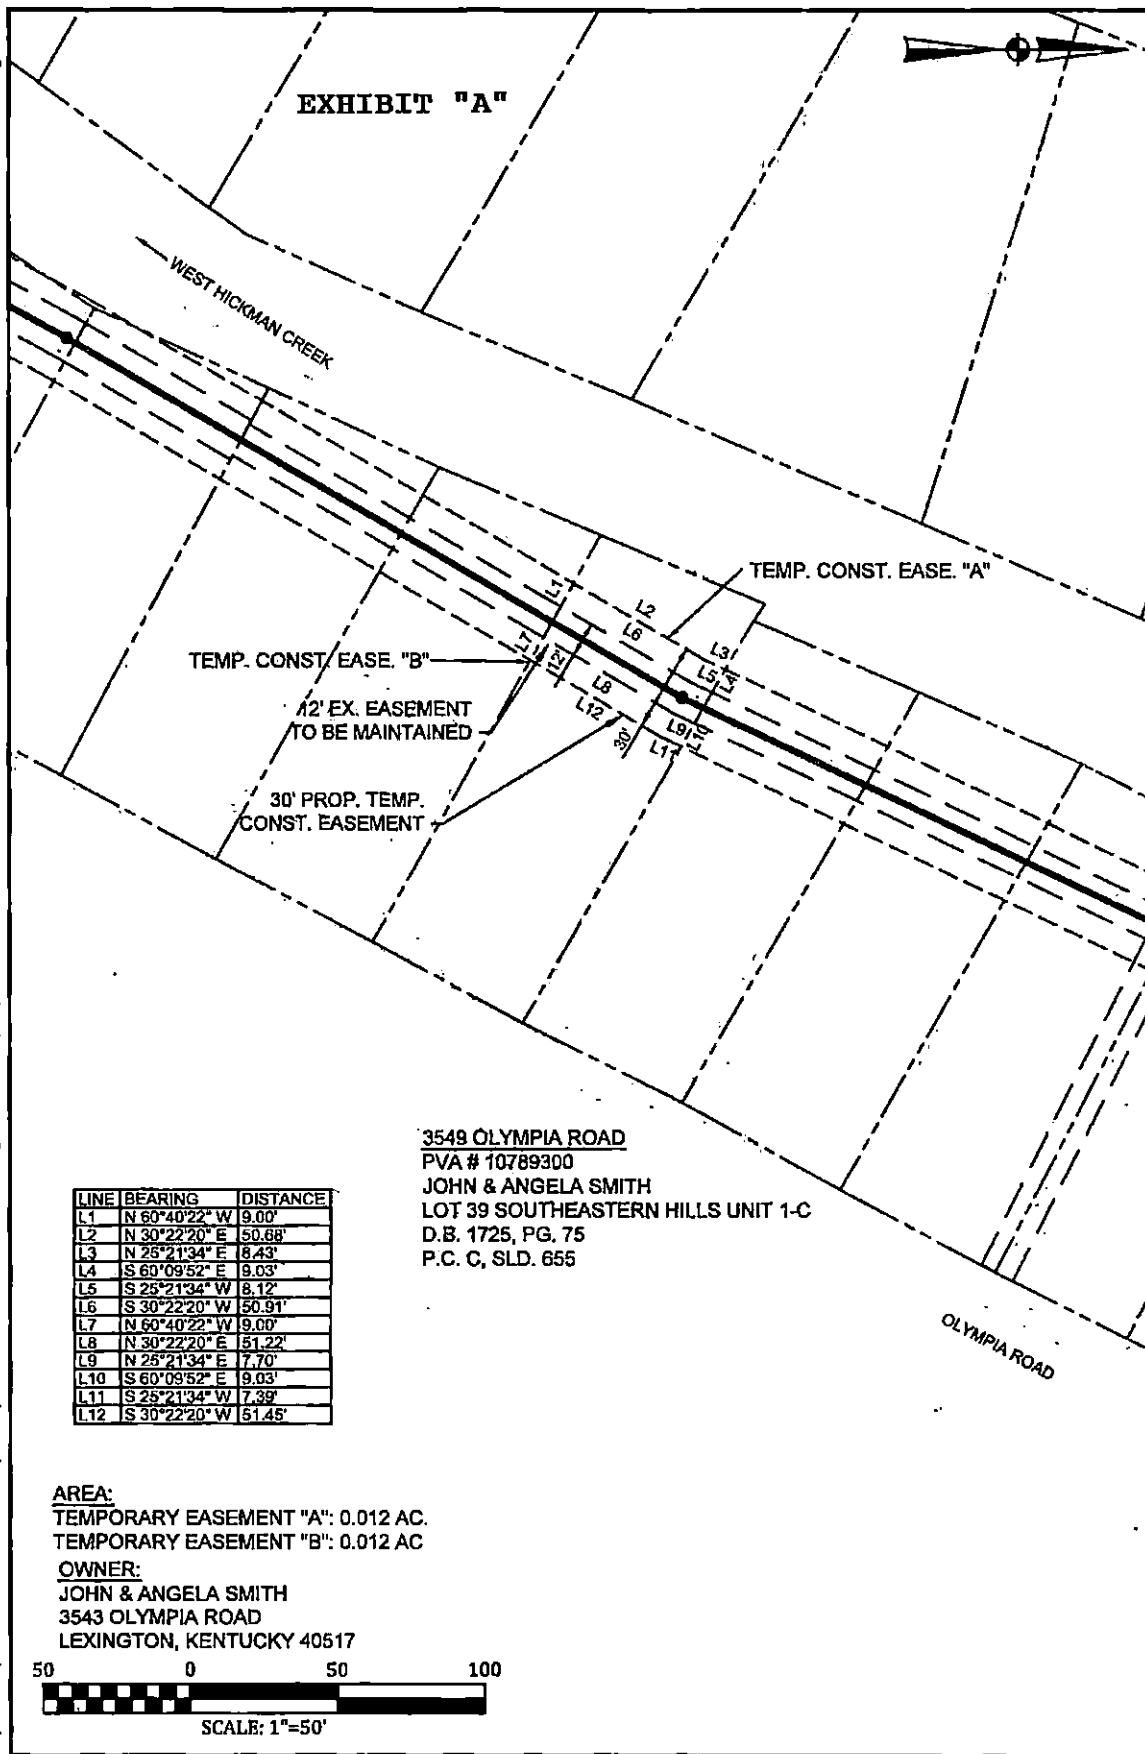 EXHIBIT "A"
WEST HICKMAN CREEK
TEMP. CONST. EASE. "A"
L1
L2
L6
L3
L5
L4
L7
12'
TEMP. CONST. EASE. "B"
L8
L12
12' EX. EASEMENT
TO BE MAINTAINED
L9
L10
30'
L11
30' PROP. TEMP.
CONST. EASEMENT
3549 OLYMPIA ROAD
PVA # 10789300
JOHN & ANGELA SMITH
LOT 39 SOUTHEASTERN HILLS UNIT 1-C
D.B. 1725, PG. 75
P.C. C, SLD. 655
LINE BEARING DISTANCE
L1 N 60°40'22" W 9.00'
L2 N 30°22'20" E 50.68'
L3 N 25°21'34" E 8.43'
L4 S 60°09'52" E 9.03'
L5 S 25°21'34" W 8.12'
L6 S 30°22'20" W 50.91'
L7 N 60°40'22" W 9.00'
L8 N 30°22'20" E 51.22'
L9 N 25°21'34" E 7.70'
L10 S 60°09'52" E 9.03'
L11 S 25°21'34" W 7.39'
L12 S 30°22'20" W 51.45'
OLYMPIA ROAD
AREA:
TEMPORARY EASEMENT "A": 0.012 AC.
TEMPORARY EASEMENT "B": 0.012 AC
OWNER:
JOHN & ANGELA SMITH
3543 OLYMPIA ROAD
LEXINGTON, KENTUCKY 40517
50 0 50 100
SCALE: 1"=50'